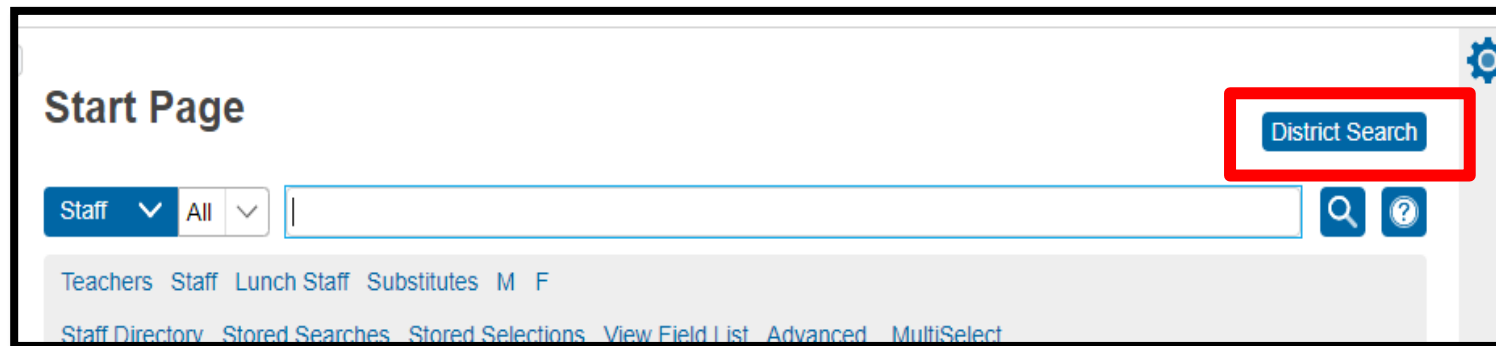 Start Page
District Search
Staff All
Teachers Staff Lunch Staff Substitutes M F
Staff Directory Stored Searches Stored Selections View Field List Advanced MultiSelect